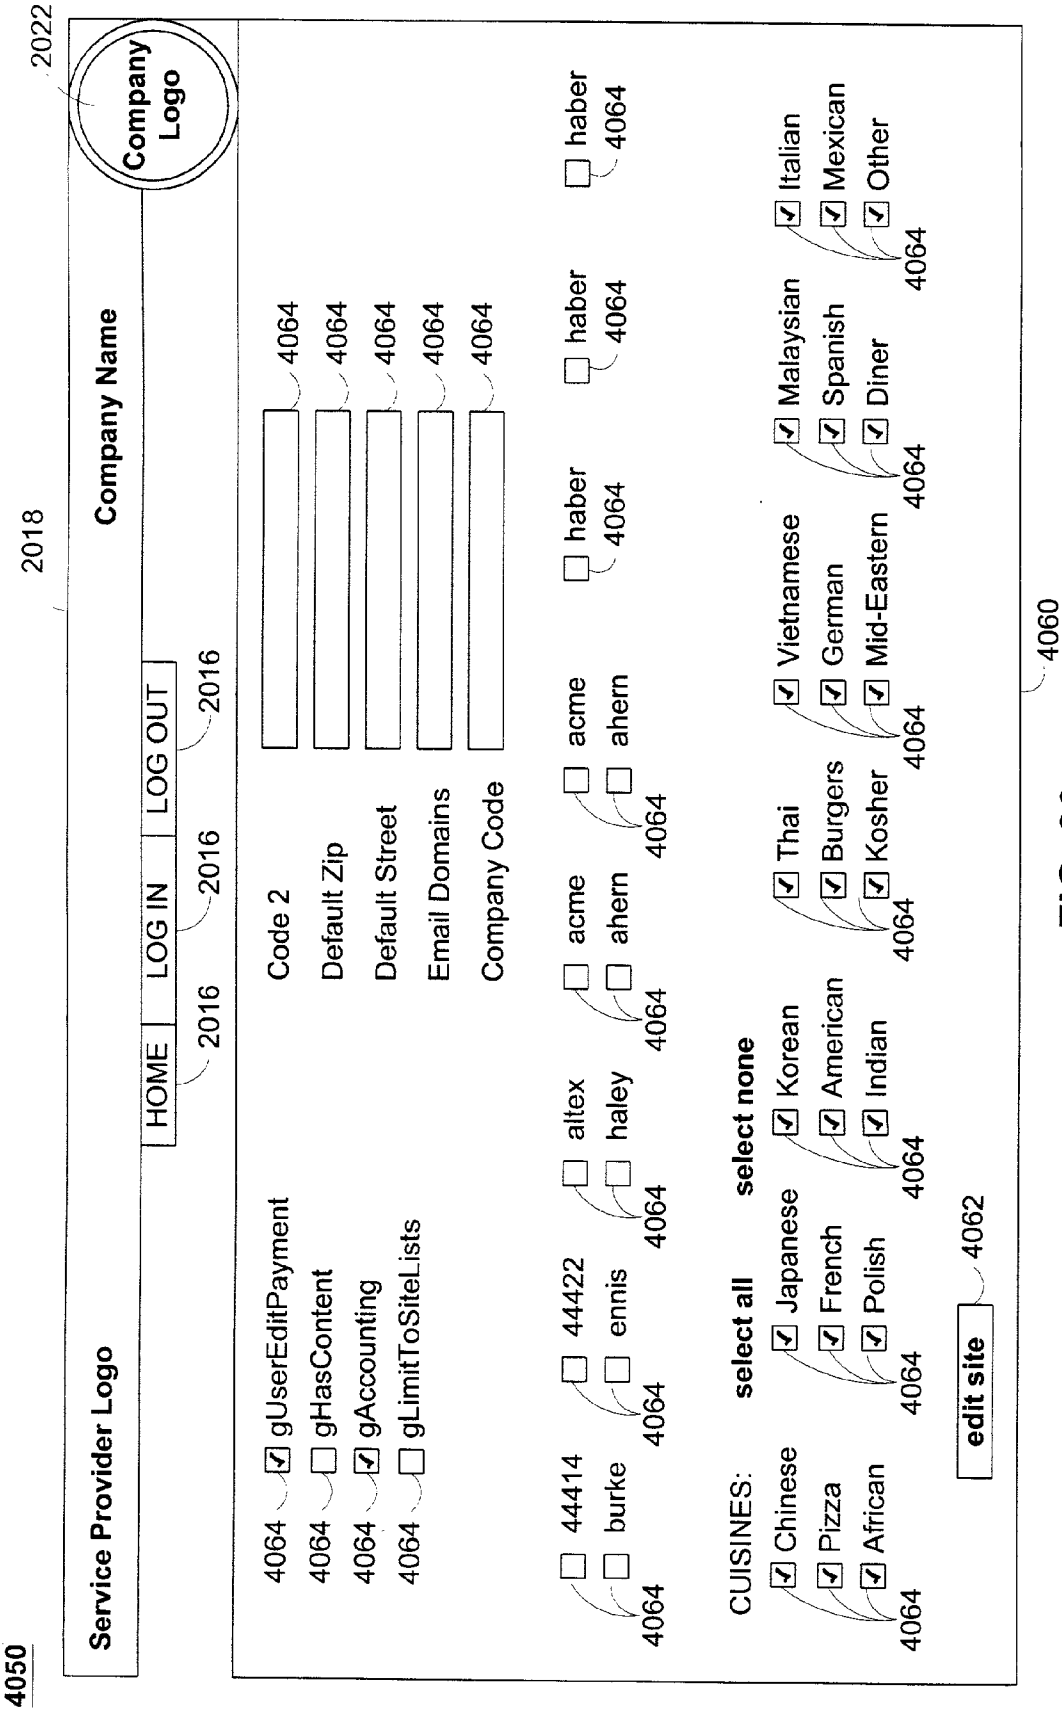 4050
2018
2022
Service Provider Logo
Company Name
Company
Logo
HOME
LOG IN
LOG OUT
2016
2016
2016
4064 gUserEditPayment
4064 gHasContent
4064 gAccounting
4064 gLimitToSiteLists
Code 2 4064
Default Zip 4064
Default Street 4064
Email Domains 4064
Company Code 4064
44414 44422 altex acme acme haber haber haber
burke ennis haley ahern ahern 4064 4064 4064
4064 4064 4064 4064 4064
CUISINES: select all select none
Chinese Japanese Korean Thai Vietnamese Malaysian Italian
Pizza French American Burgers German Spanish Mexican
African Polish Indian Kosher Mid-Eastern Diner Other
4064 4064 4064 4064 4064 4064 4064
edit site 4062
4060